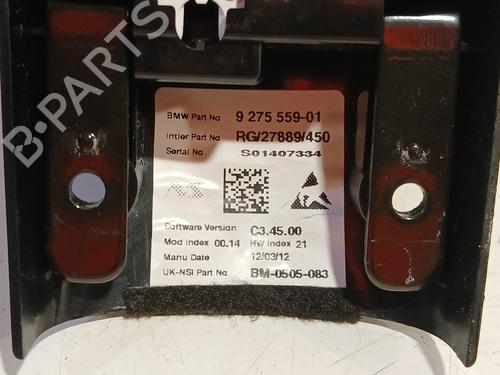 BMW Part No 9 275 559-01
Intier Part No RG/27889/450
Serial No S01407334
AS
Software Version C3.45.00
Mod Index 00.14 HW Index 21
Manu Date 12/03/12
UK-NSI Part No BM-0505-083
B-PARTS